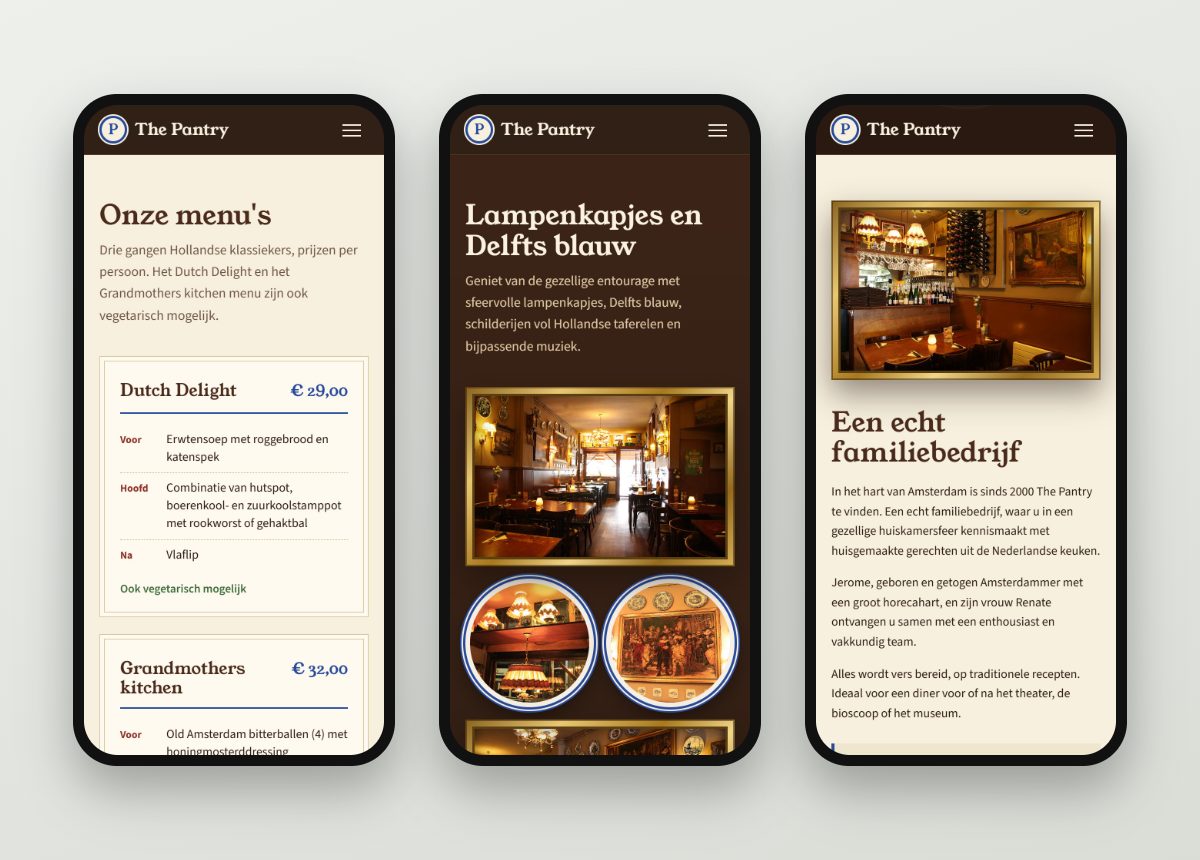 P The Pantry
Onze menu's
Drie gangen Hollandse klassiekers, prijzen per
persoon. Het Dutch Delight en het
Grandmothers kitchen menu zijn ook
vegetarisch mogelijk.
Dutch Delight € 29,00
Voor Erwtensoep met roggebrood en
katenspek
Hoofd Combinatie van hutspot,
boerenkool- en zuurkoolstamppot
met rookworst of gehaktbal
Na Vlaflip
Ook vegetarisch mogelijk
Grandmothers € 32,00
kitchen
Voor Old Amsterdam bitterballen (4) met
honingmosterddressing
P The Pantry
Lampenkapjes en
Delfts blauw
Geniet van de gezellige entourage met
sfeervolle lampenkapjes, Delfts blauw,
schilderijen vol Hollandse taferelen en
bijpassende muziek.
P The Pantry
Een echt
familiebedrijf
In het hart van Amsterdam is sinds 2000 The Pantry
te vinden. Een echt familiebedrijf, waar u in een
gezellige huiskamersfeer kennismaakt met
huisgemaakte gerechten uit de Nederlandse keuken.
Jerome, geboren en getogen Amsterdammer met
een groot horecahart, en zijn vrouw Renate
ontvangen u samen met een enthousiast en
vakkundig team.
Alles wordt vers bereid, op traditionele recepten.
Ideaal voor een diner voor of na het theater, de
bioscoop of het museum.